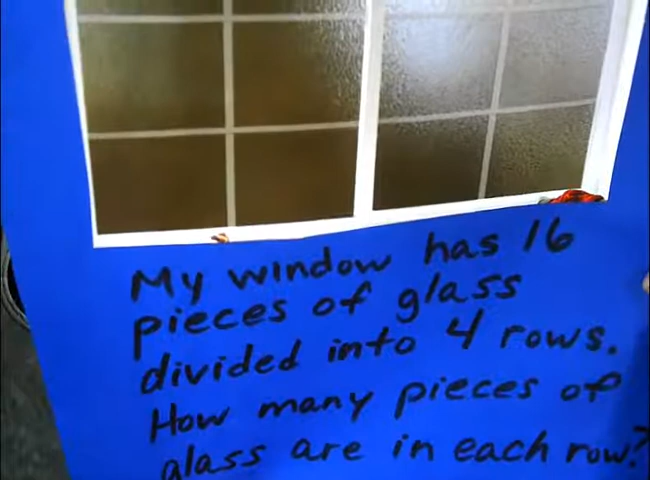 My window has 16
pieces of glass
divided into 4 rows.
How many pieces of
glass are in each row?